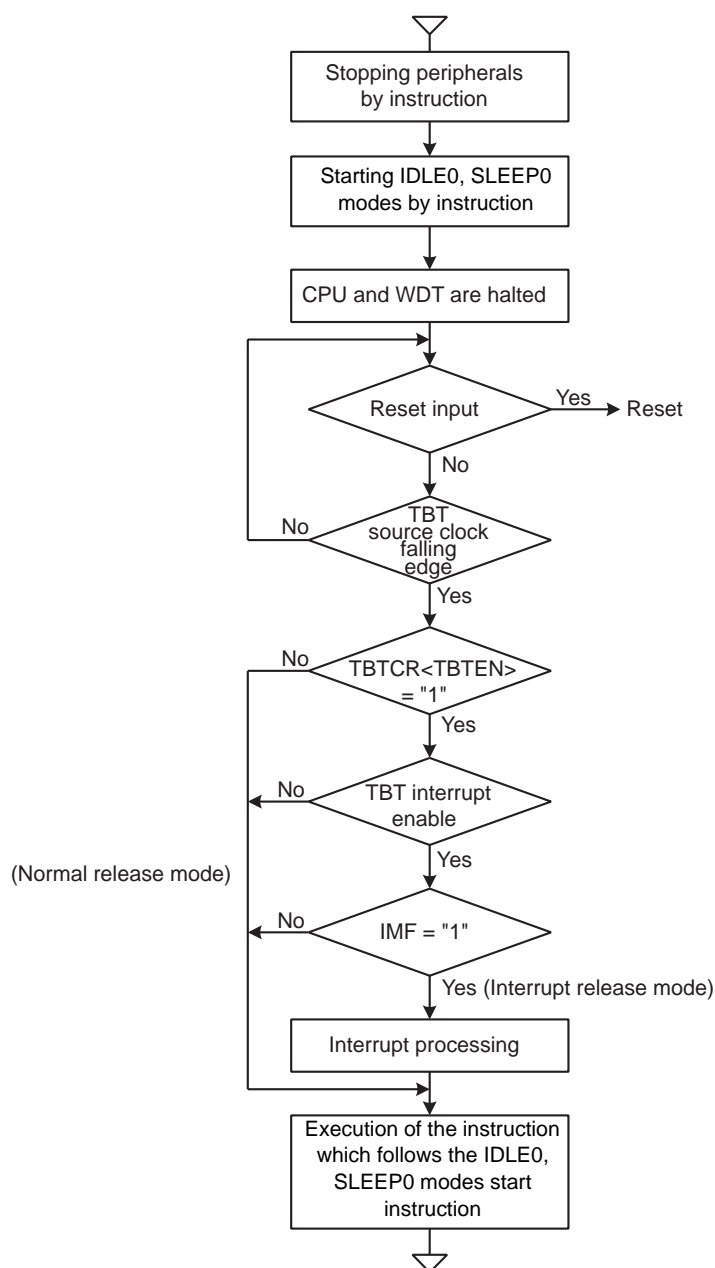 Stopping peripherals
by instruction
Starting IDLE0, SLEEP0
modes by instruction
CPU and WDT are halted
Reset input
Yes
Reset
No
No
TBT
source clock
falling
edge
Yes
No
TBTCR<TBTEN>
= "1"
Yes
No
TBT interrupt
enable
Yes
(Normal release mode)
No
IMF = "1"
Yes (Interrupt release mode)
Interrupt processing
Execution of the instruction
which follows the IDLE0,
SLEEP0 modes start
instruction